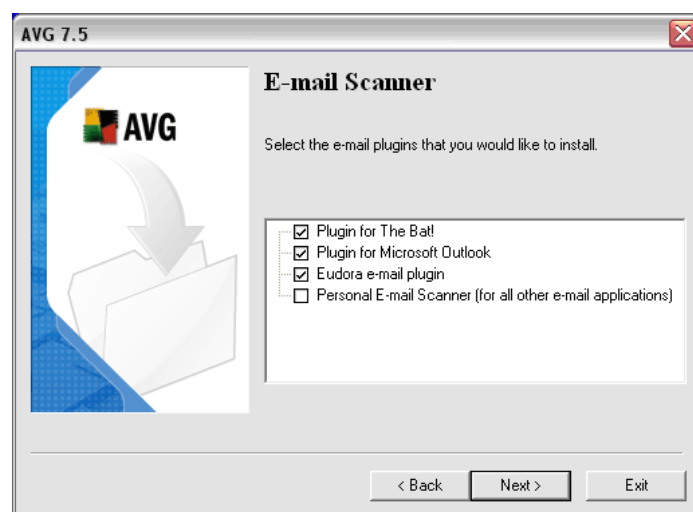 AVG 7.5
AVG
E-mail Scanner
Select the e-mail plugins that you would like to install.
Plugin for The Bat!
Plugin for Microsoft Outlook
Eudora e-mail plugin
Personal E-mail Scanner (for all other e-mail applications)
< Back
Next >
Exit